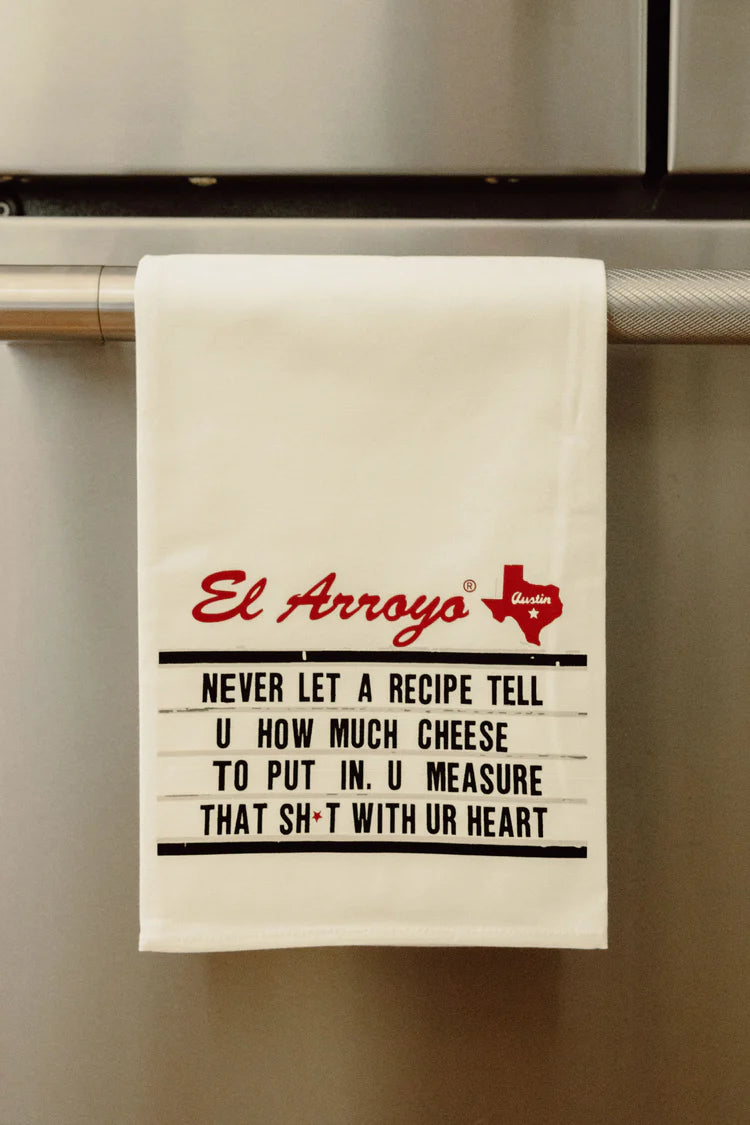 El Arroyo®
Austin
NEVER LET A RECIPE TELL
U HOW MUCH CHEESE
TO PUT IN. U MEASURE
THAT SH★T WITH UR HEART